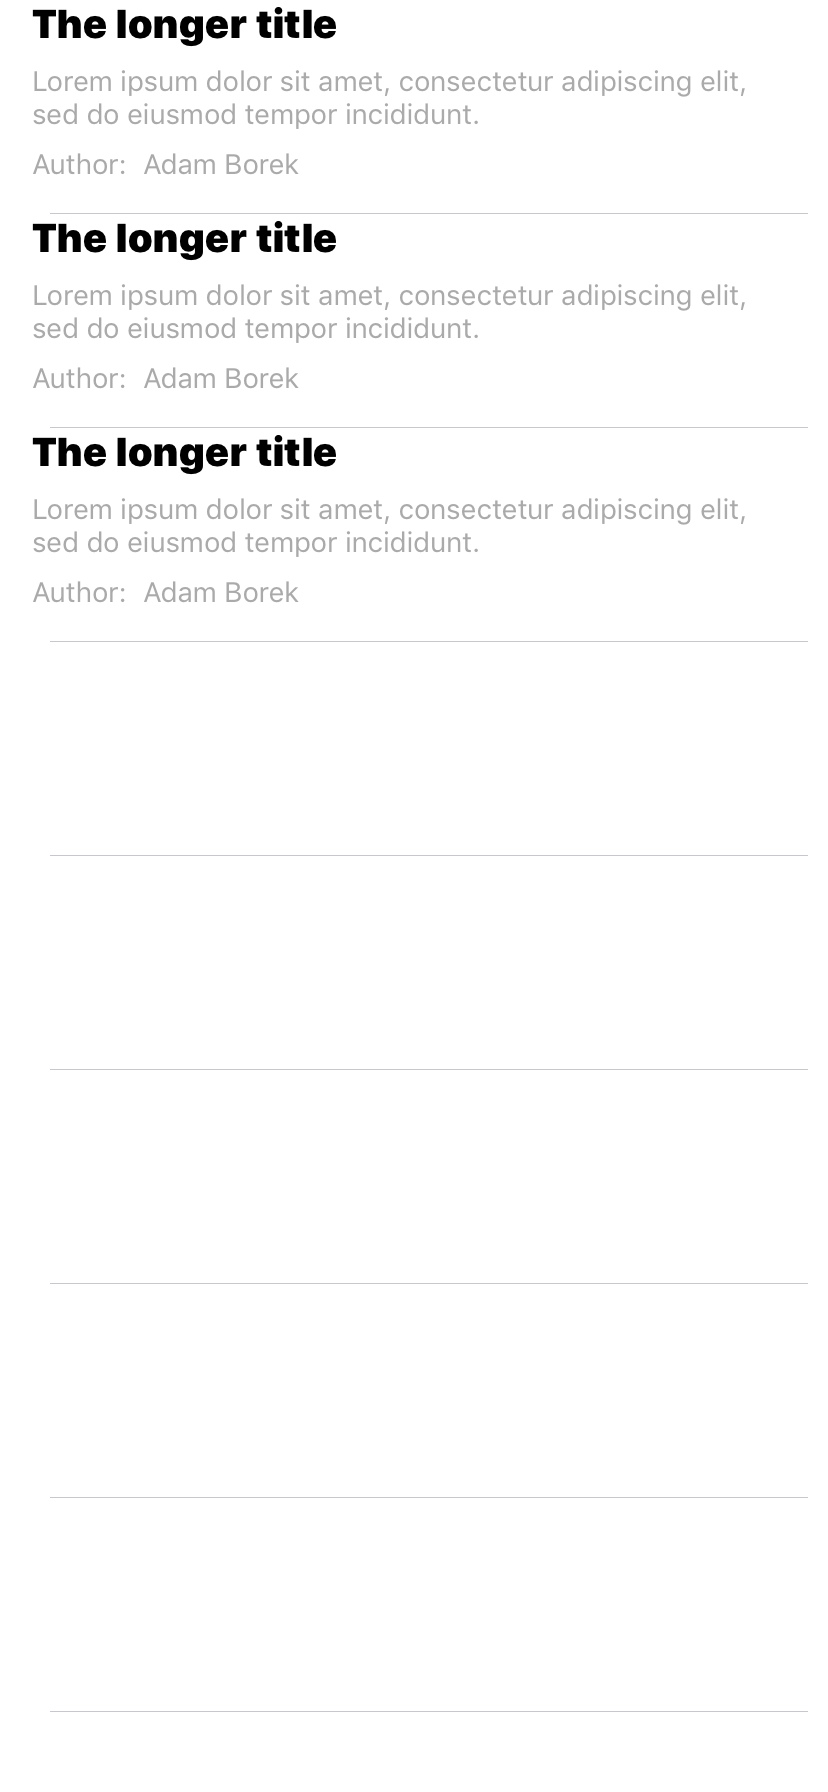 The longer title
Lorem ipsum dolor sit amet, consectetur adipiscing elit,
sed do eiusmod tempor incididunt.
Author: Adam Borek
The longer title
Lorem ipsum dolor sit amet, consectetur adipiscing elit,
sed do eiusmod tempor incididunt.
Author: Adam Borek
The longer title
Lorem ipsum dolor sit amet, consectetur adipiscing elit,
sed do eiusmod tempor incididunt.
Author: Adam Borek